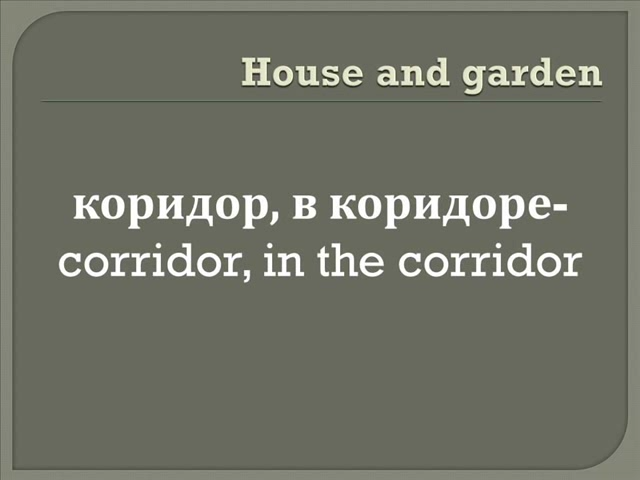 House and garden
коридор, в коридоре-
corridor, in the corridor